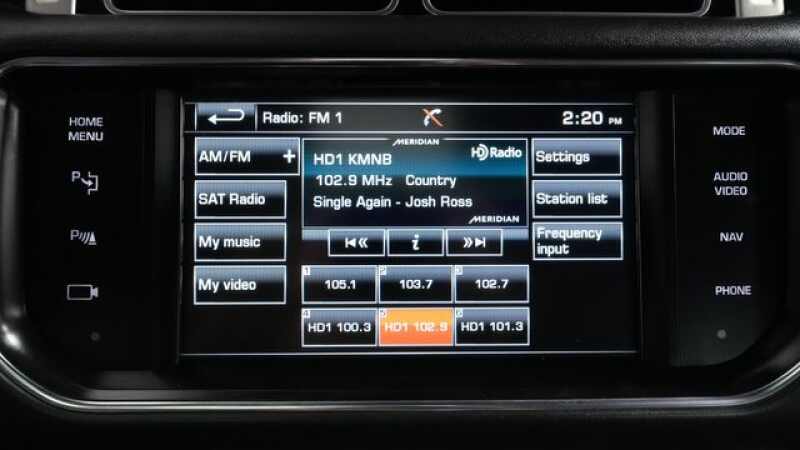 HOME
MENU
P
P
Radio: FM 1
2:20 PM
AM/FM +
SAT Radio
My music
My video
MERIDIAN
HD Radio
HD1 KMNB
102.9 MHz Country
Single Again - Josh Ross
MERIDIAN
i
Settings
Station list
Frequency
input
1 105.1
2 103.7
3 102.7
4 HD1 100.3
5 HD1 102.9
6 HD1 101.3
MODE
AUDIO
VIDEO
NAV
PHONE